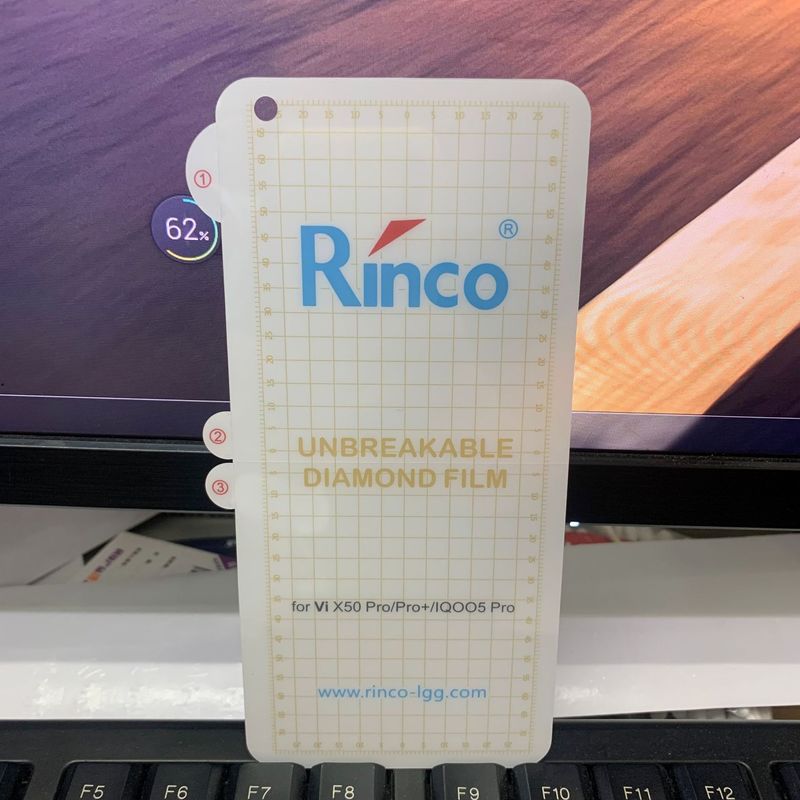 ①
62%
Rinco®
②
UNBREAKABLE
DIAMOND FILM
③
for Vi X50 Pro/Pro+/IQOO5 Pro
www.rinco-lgg.com
F5 F6 F7 F8 F9 F10 F11 F12